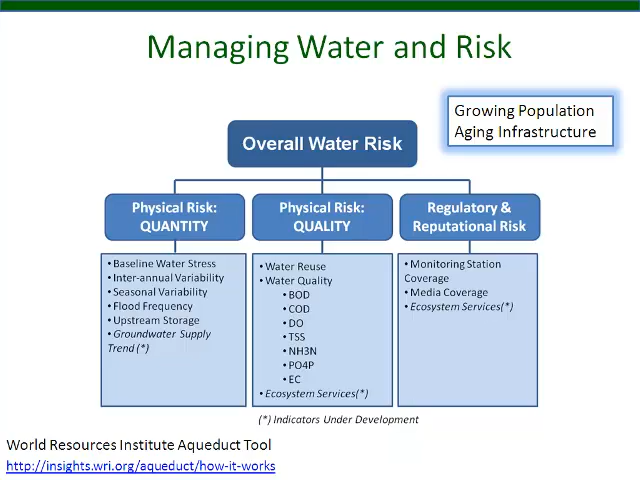 Managing Water and Risk
Growing Population
Aging Infrastructure
Overall Water Risk
Physical Risk:
QUANTITY
Physical Risk:
QUALITY
Regulatory &
Reputational Risk
• Baseline Water Stress
• Inter-annual Variability
• Seasonal Variability
• Flood Frequency
• Upstream Storage
• Groundwater Supply
Trend (*)
• Water Reuse
• Water Quality
• BOD
• COD
• DO
• TSS
• NH3N
• PO4P
• EC
• Ecosystem Services(*)
• Monitoring Station
Coverage
• Media Coverage
• Ecosystem Services(*)
(*) Indicators Under Development
World Resources Institute Aqueduct Tool
http://insights.wri.org/aqueduct/how-it-works